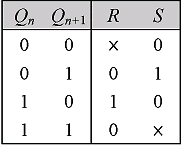 Qn Qn+1 R S
0 0 × 0
0 1 0 1
1 0 1 0
1 1 0 ×